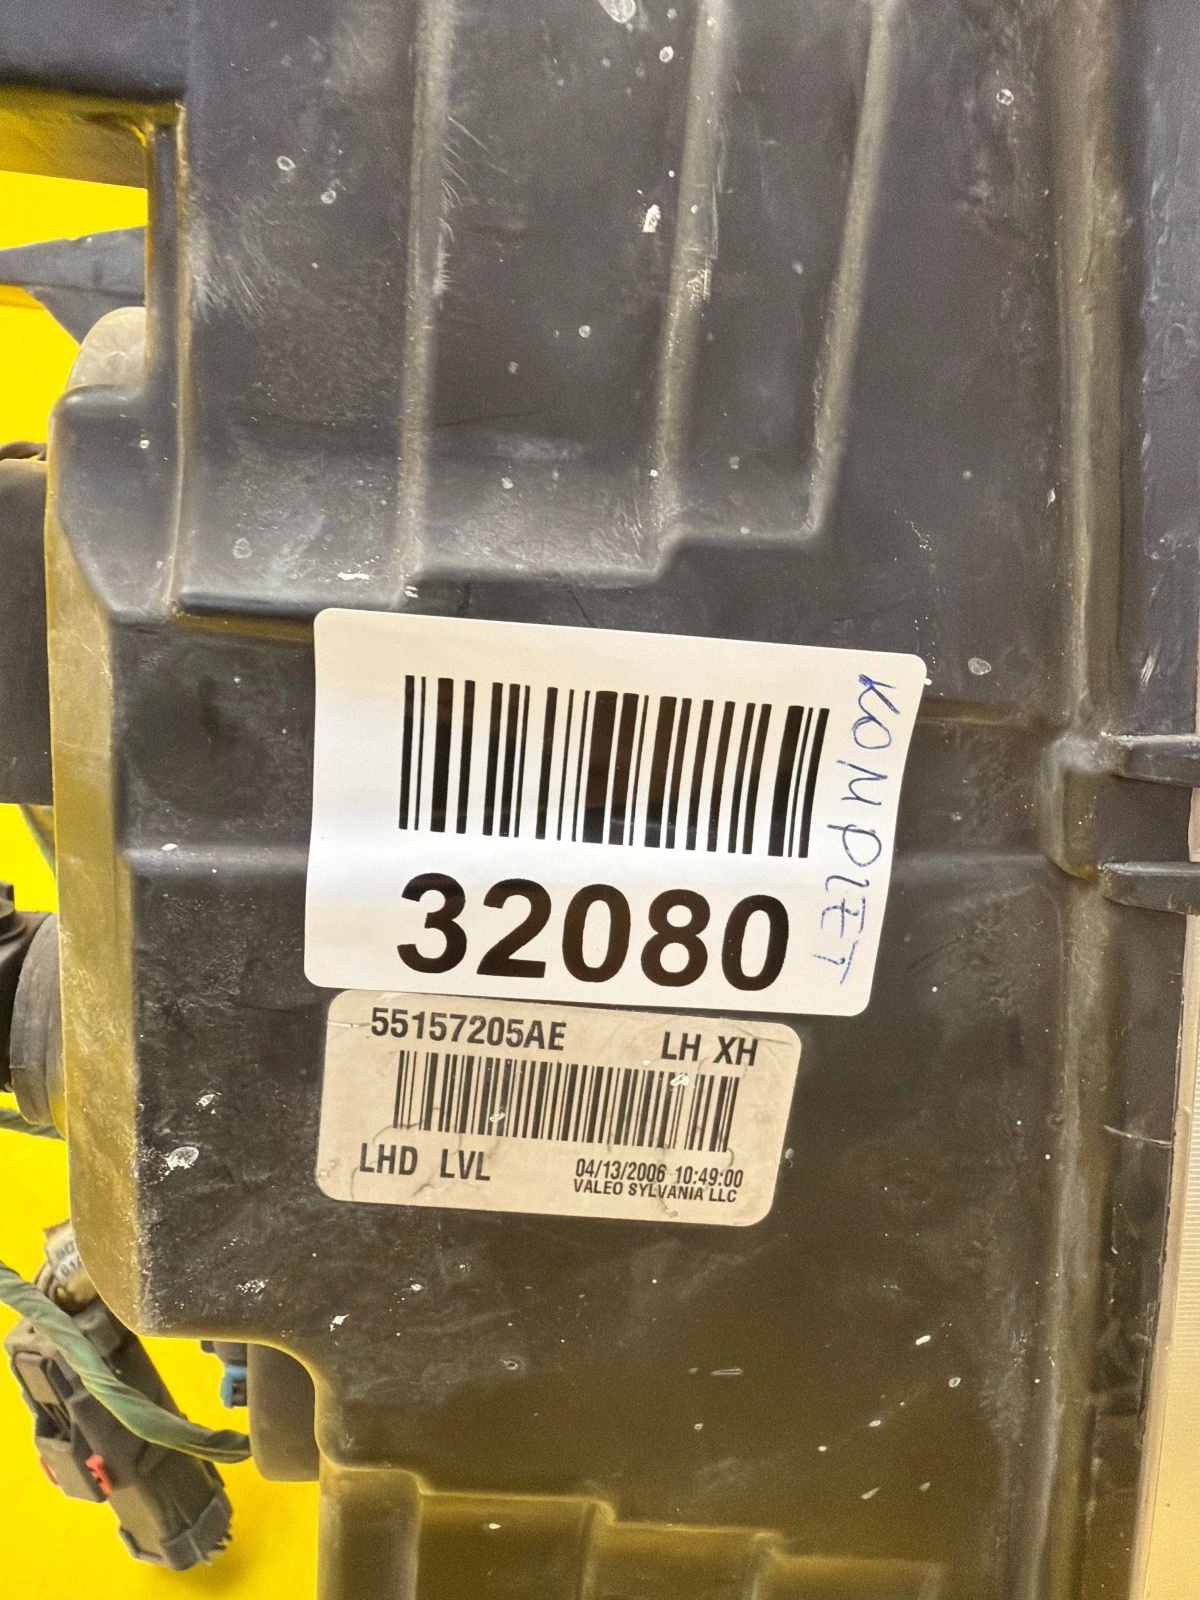 KOMPLET
32080
55157205AE LH XH
LHD LVL 04/13/2006 10:49:00
VALEO SYLVANIA LLC